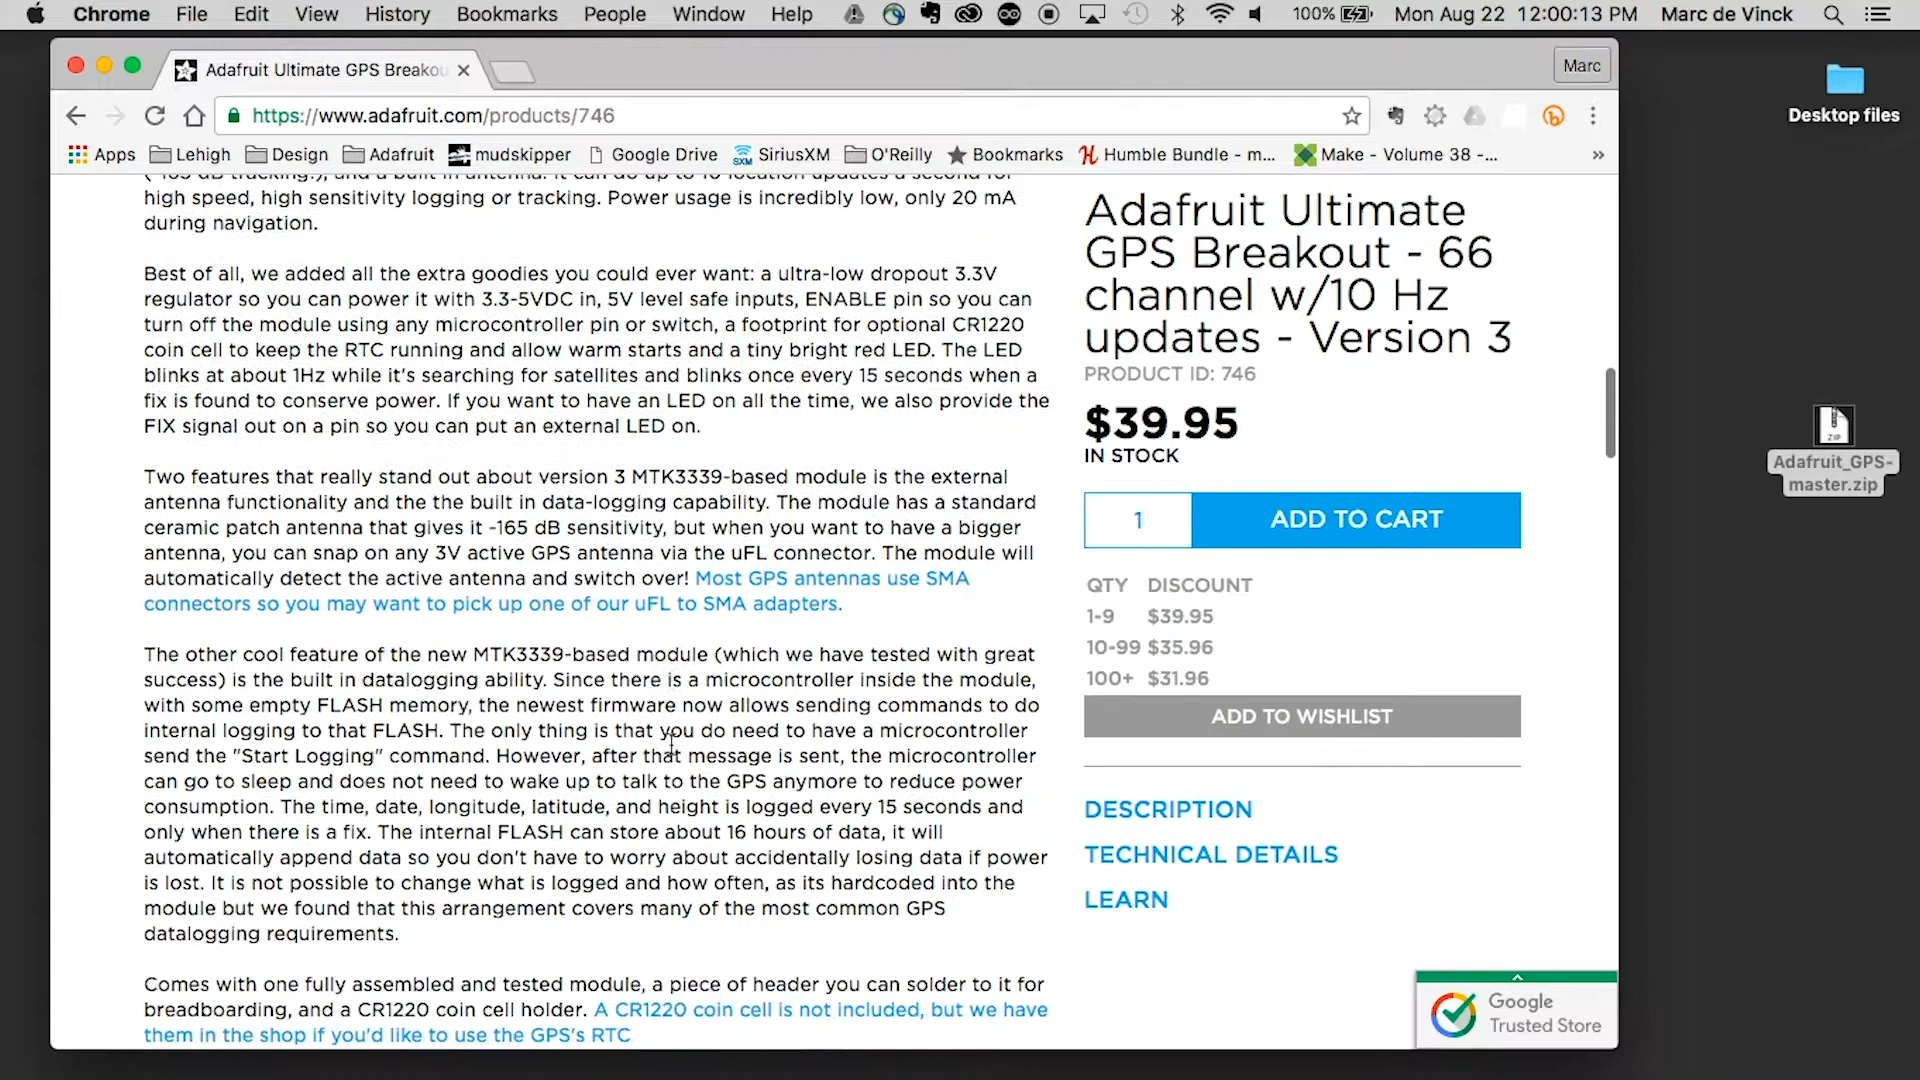 Chrome File Edit View History Bookmarks People Window Help 100% Mon Aug 22 12:00:13 PM Marc de Vinck
Adafruit Ultimate GPS Breakou
Marc
https://www.adafruit.com/products/746
Apps Lehigh Design Adafruit mudskipper Google Drive SiriusXM O'Reilly Bookmarks Humble Bundle - m... Make - Volume 38 -... »
Desktop files
Adafruit_GPS-
master.zip
high speed, high sensitivity logging or tracking. Power usage is incredibly low, only 20 mA
during navigation.
Best of all, we added all the extra goodies you could ever want: a ultra-low dropout 3.3V
regulator so you can power it with 3.3-5VDC in, 5V level safe inputs, ENABLE pin so you can
turn off the module using any microcontroller pin or switch, a footprint for optional CR1220
coin cell to keep the RTC running and allow warm starts and a tiny bright red LED. The LED
blinks at about 1Hz while it's searching for satellites and blinks once every 15 seconds when a
fix is found to conserve power. If you want to have an LED on all the time, we also provide the
FIX signal out on a pin so you can put an external LED on.
Two features that really stand out about version 3 MTK3339-based module is the external
antenna functionality and the the built in data-logging capability. The module has a standard
ceramic patch antenna that gives it -165 dB sensitivity, but when you want to have a bigger
antenna, you can snap on any 3V active GPS antenna via the uFL connector. The module will
automatically detect the active antenna and switch over! Most GPS antennas use SMA
connectors so you may want to pick up one of our uFL to SMA adapters.
The other cool feature of the new MTK3339-based module (which we have tested with great
success) is the built in datalogging ability. Since there is a microcontroller inside the module,
with some empty FLASH memory, the newest firmware now allows sending commands to do
internal logging to that FLASH. The only thing is that you do need to have a microcontroller
send the "Start Logging" command. However, after that message is sent, the microcontroller
can go to sleep and does not need to wake up to talk to the GPS anymore to reduce power
consumption. The time, date, longitude, latitude, and height is logged every 15 seconds and
only when there is a fix. The internal FLASH can store about 16 hours of data, it will
automatically append data so you don't have to worry about accidentally losing data if power
is lost. It is not possible to change what is logged and how often, as its hardcoded into the
module but we found that this arrangement covers many of the most common GPS
datalogging requirements.
Comes with one fully assembled and tested module, a piece of header you can solder to it for
breadboarding, and a CR1220 coin cell holder. A CR1220 coin cell is not included, but we have
them in the shop if you'd like to use the GPS's RTC
Adafruit Ultimate
GPS Breakout - 66
channel w/10 Hz
updates - Version 3
PRODUCT ID: 746
$39.95
IN STOCK
1 ADD TO CART
QTY DISCOUNT
1-9 $39.95
10-99 $35.96
100+ $31.96
ADD TO WISHLIST
DESCRIPTION
TECHNICAL DETAILS
LEARN
Google
Trusted Store